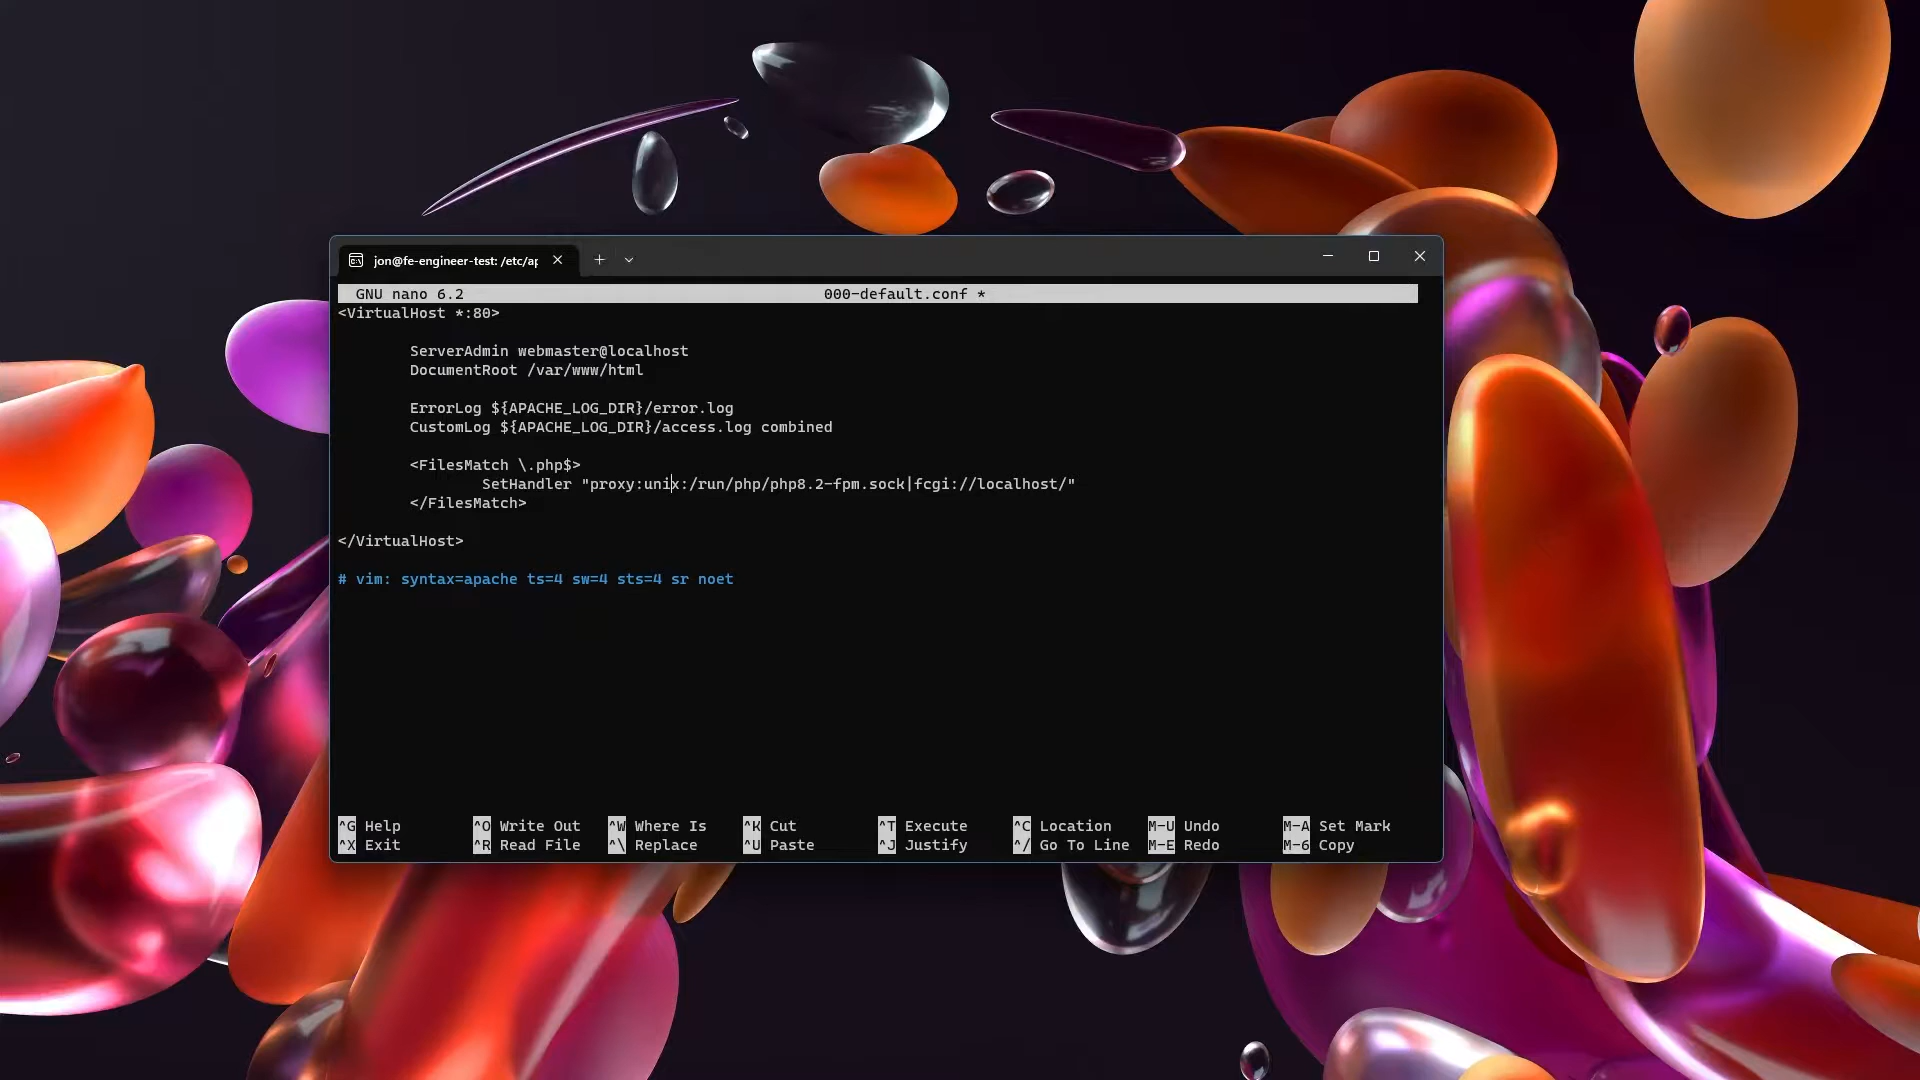 jon@fe-engineer-test: /etc/ap
GNU nano 6.2 000-default.conf *
<VirtualHost *:80>
ServerAdmin webmaster@localhost
DocumentRoot /var/www/html
ErrorLog ${APACHE_LOG_DIR}/error.log
CustomLog ${APACHE_LOG_DIR}/access.log combined
<FilesMatch \.php$>
SetHandler "proxy:unix:/run/php/php8.2-fpm.sock|fcgi://localhost/"
</FilesMatch>
</VirtualHost>
# vim: syntax=apache ts=4 sw=4 sts=4 sr noet
^G Help ^O Write Out ^W Where Is ^K Cut ^T Execute ^C Location M-U Undo M-A Set Mark
^X Exit ^R Read File ^\ Replace ^U Paste ^J Justify ^/ Go To Line M-E Redo M-6 Copy